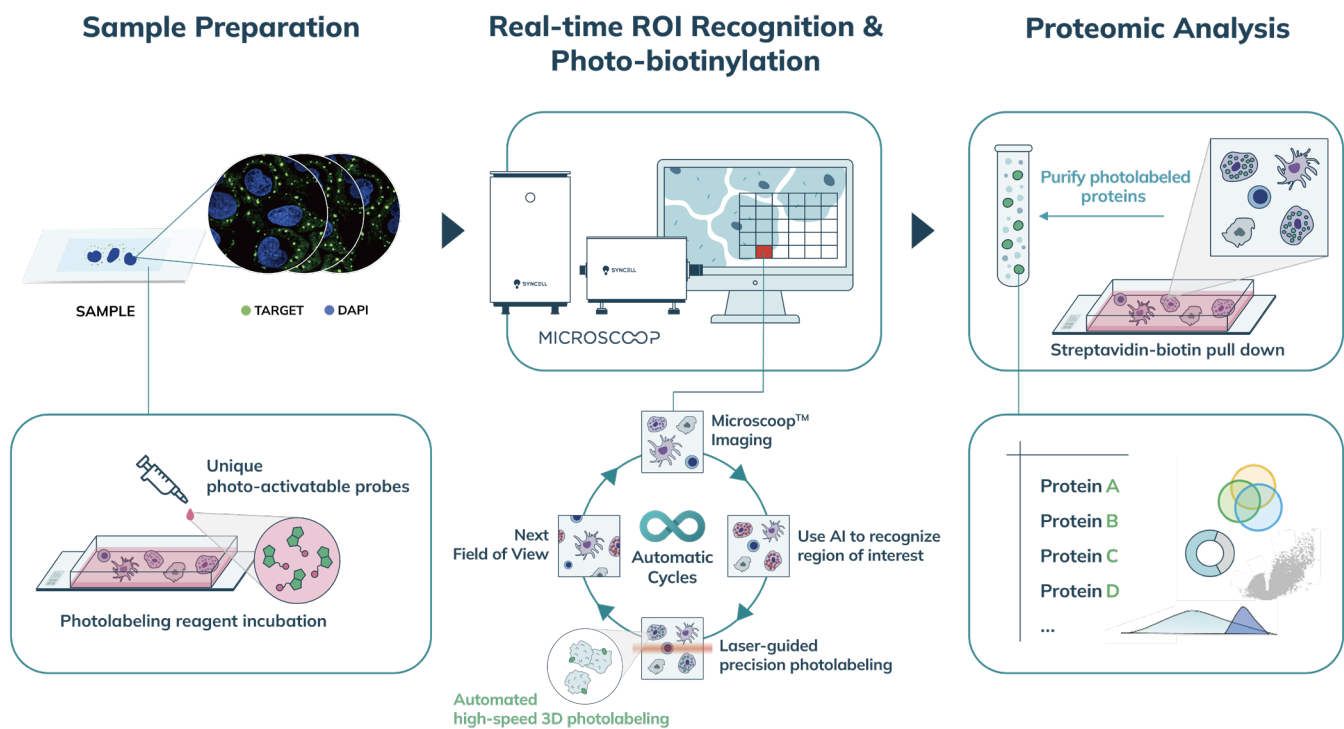 Sample Preparation
Real-time ROI Recognition &
Photo-biotinylation
Proteomic Analysis
SAMPLE
TARGET
DAPI
Unique
photo-activatable probes
Photolabeling reagent incubation
SYNCELL
SYNCELL
MICROSCOOP
Microscoop™
Imaging
Use AI to recognize
region of interest
Laser-guided
precision photolabeling
Automated
high-speed 3D photolabeling
Next
Field of View
Automatic
Cycles
Purify photolabeled
proteins
Streptavidin-biotin pull down
Protein A
Protein B
Protein C
Protein D
...